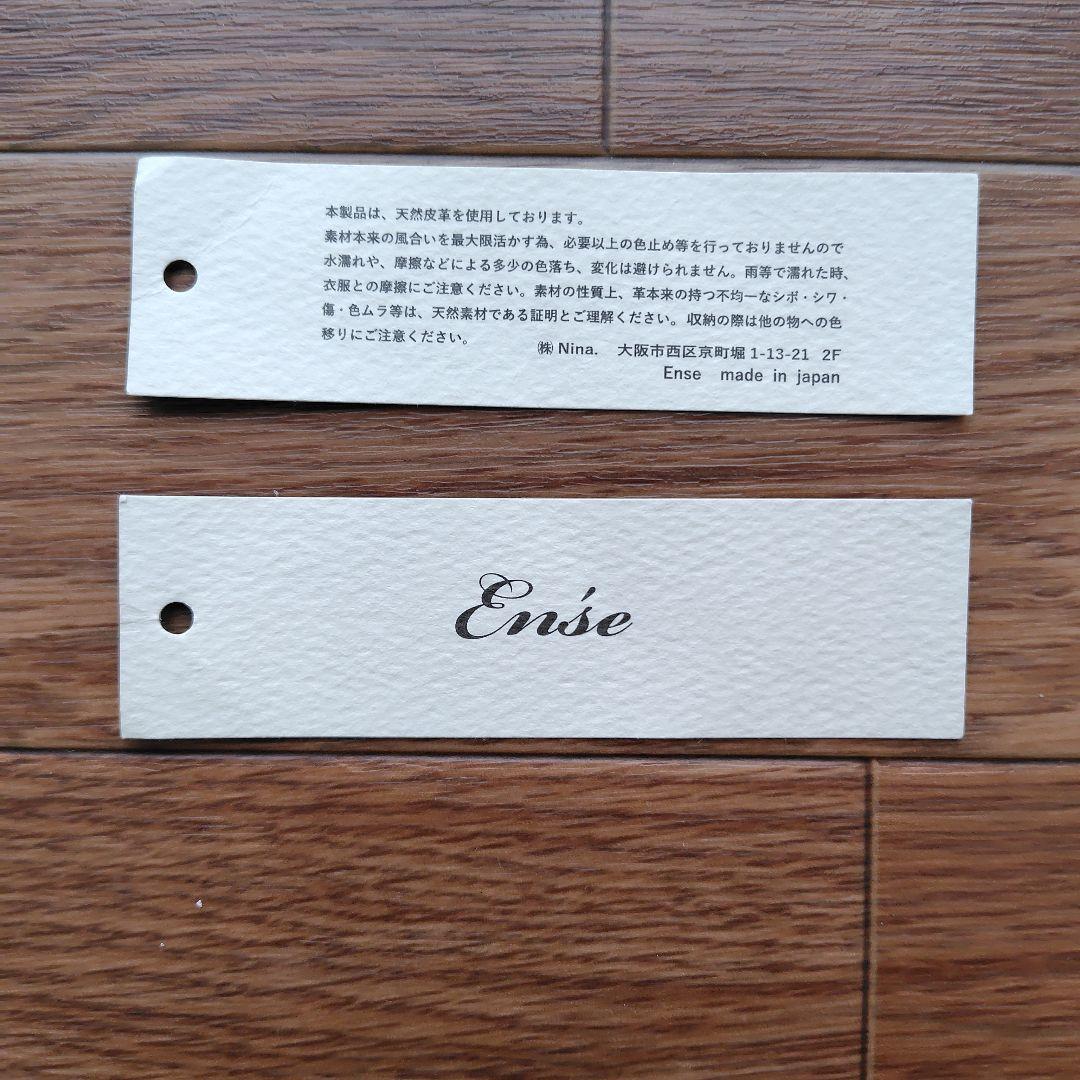 本製品は、天然皮革を使用しております。
素材本来の風合いを最大限活かす為、必要以上の色止め等を行っておりませんので
水濡れや、摩擦などによる多少の色落ち、変化は避けられません。雨等で濡れた時、
衣服との摩擦にご注意ください。素材の性質上、革本来の持つ不均一なシボ・シワ・
傷・色ムラ等は、天然素材である証明とご理解ください。収納の際は他の物への色
移りにご注意ください。
㈱ Nina. 大阪市西区京町堀 1-13-21 2F
Ense made in japan
Enśe